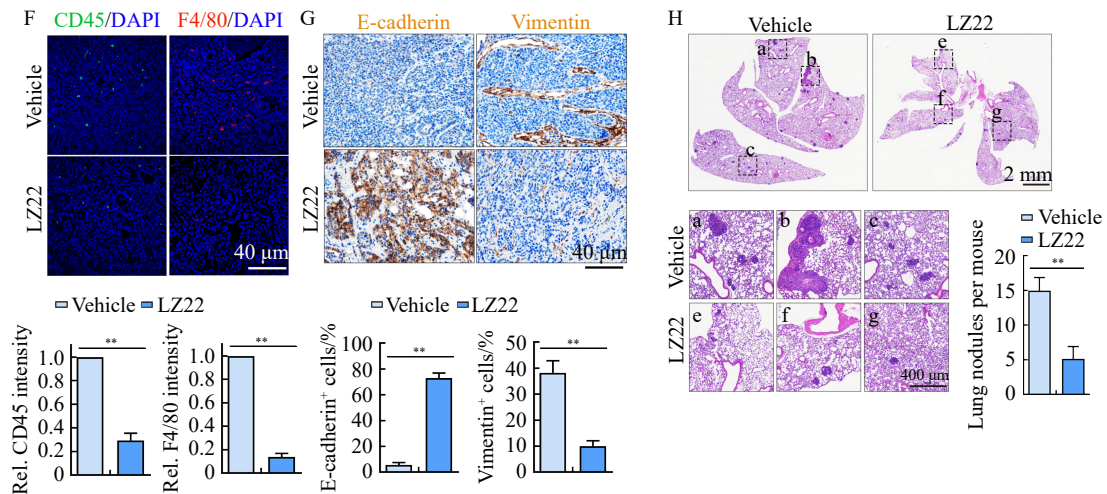 F
CD45/DAPI F4/80/DAPI
Vehicle
LZ22
40 μm
G
E-cadherin Vimentin
Vehicle
LZ22
40 μm
H
Vehicle LZ22
a
b
c
e
f
g
2 mm
Vehicle LZ22
Rel. CD45 intensity
**
1
0.8
0.6
0.4
0.2
0
Rel. F4/80 intensity
**
1
0.8
0.6
0.4
0.2
0
Vehicle LZ22
E-cadherin⁺ cells/%
**
100
80
60
40
20
0
Vimentin⁺ cells/%
**
50
40
30
20
10
0
Vehicle
a b c
LZ22
e f g
400 μm
Vehicle
LZ22
Lung nodules per mouse
**
20
15
10
5
0